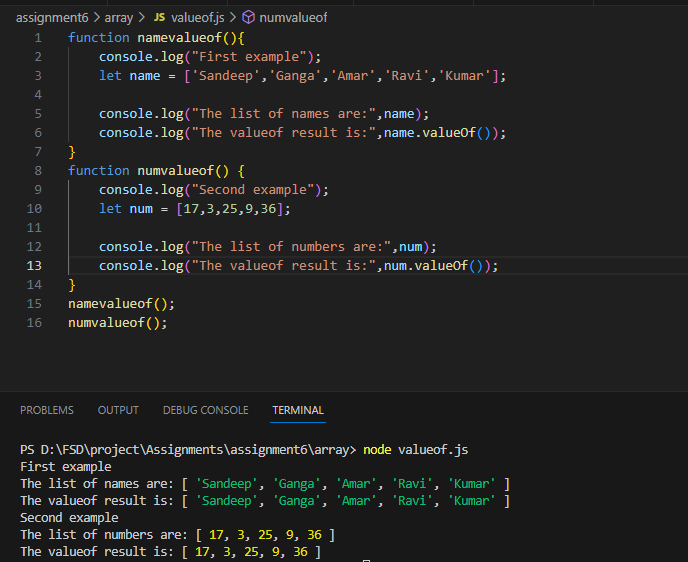 assignment6 > array > JS valueof.js > numvalueof
1 function namevalueof(){
2 console.log("First example");
3 let name = ['Sandeep','Ganga','Amar','Ravi','Kumar'];
4
5 console.log("The list of names are:",name);
6 console.log("The valueof result is:",name.valueOf());
7 }
8 function numvalueof() {
9 console.log("Second example");
10 let num = [17,3,25,9,36];
11
12 console.log("The list of numbers are:",num);
13 console.log("The valueof result is:",num.valueOf());
14 }
15 namevalueof();
16 numvalueof();
PROBLEMS OUTPUT DEBUG CONSOLE TERMINAL
PS D:\FSD\project\Assignments\assignment6\array> node valueof.js
First example
The list of names are: [ 'Sandeep', 'Ganga', 'Amar', 'Ravi', 'Kumar' ]
The valueof result is: [ 'Sandeep', 'Ganga', 'Amar', 'Ravi', 'Kumar' ]
Second example
The list of numbers are: [ 17, 3, 25, 9, 36 ]
The valueof result is: [ 17, 3, 25, 9, 36 ]